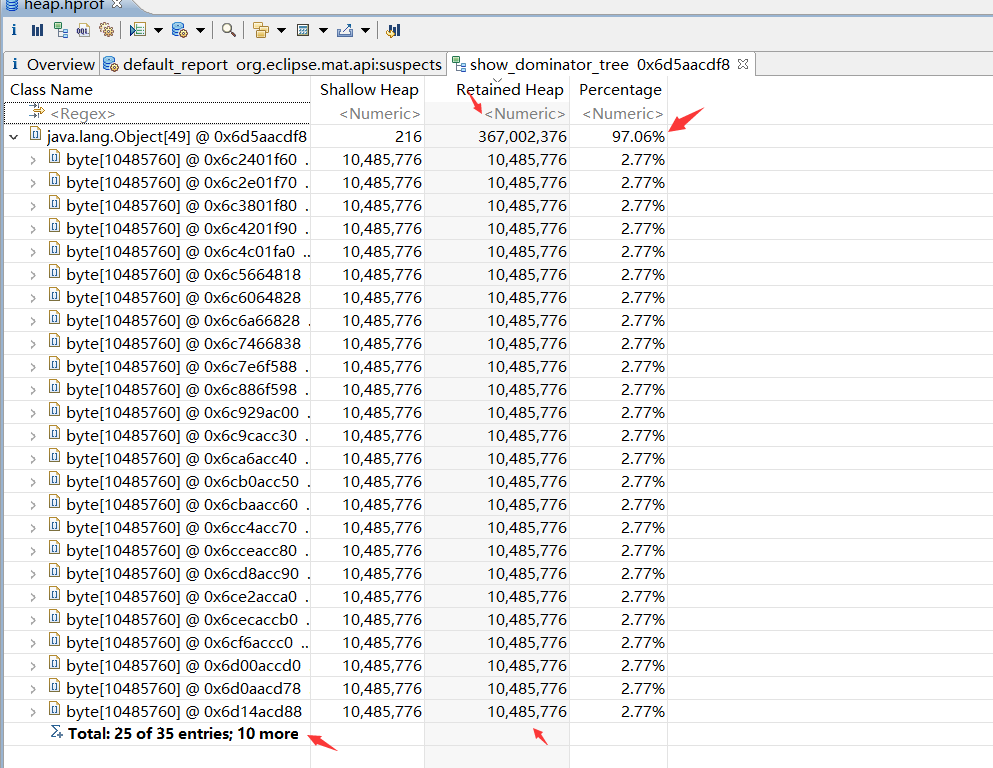 heap.hprof
i OQL
i Overview default_report org.eclipse.mat.api:suspects show_dominator_tree 0x6d5aacdf8
Class Name Shallow Heap Retained Heap Percentage
<Regex> <Numeric> <Numeric> <Numeric>
java.lang.Object[49] @ 0x6d5aacdf8 216 367,002,376 97.06%
byte[10485760] @ 0x6c2401f60 . 10,485,776 10,485,776 2.77%
byte[10485760] @ 0x6c2e01f70 . 10,485,776 10,485,776 2.77%
byte[10485760] @ 0x6c3801f80 . 10,485,776 10,485,776 2.77%
byte[10485760] @ 0x6c4201f90 . 10,485,776 10,485,776 2.77%
byte[10485760] @ 0x6c4c01fa0 .. 10,485,776 10,485,776 2.77%
byte[10485760] @ 0x6c5664818 10,485,776 10,485,776 2.77%
byte[10485760] @ 0x6c6064828 10,485,776 10,485,776 2.77%
byte[10485760] @ 0x6c6a66828 . 10,485,776 10,485,776 2.77%
byte[10485760] @ 0x6c7466838 10,485,776 10,485,776 2.77%
byte[10485760] @ 0x6c7e6f588 . 10,485,776 10,485,776 2.77%
byte[10485760] @ 0x6c886f598 . 10,485,776 10,485,776 2.77%
byte[10485760] @ 0x6c929ac00 . 10,485,776 10,485,776 2.77%
byte[10485760] @ 0x6c9cacc30 . 10,485,776 10,485,776 2.77%
byte[10485760] @ 0x6ca6acc40 . 10,485,776 10,485,776 2.77%
byte[10485760] @ 0x6cb0acc50 . 10,485,776 10,485,776 2.77%
byte[10485760] @ 0x6cbaacc60 . 10,485,776 10,485,776 2.77%
byte[10485760] @ 0x6cc4acc70 . 10,485,776 10,485,776 2.77%
byte[10485760] @ 0x6cceacc80 . 10,485,776 10,485,776 2.77%
byte[10485760] @ 0x6cd8acc90 . 10,485,776 10,485,776 2.77%
byte[10485760] @ 0x6ce2acca0 . 10,485,776 10,485,776 2.77%
byte[10485760] @ 0x6cecaccb0 . 10,485,776 10,485,776 2.77%
byte[10485760] @ 0x6cf6accc0 .. 10,485,776 10,485,776 2.77%
byte[10485760] @ 0x6d00accd0 10,485,776 10,485,776 2.77%
byte[10485760] @ 0x6d0aacd78 10,485,776 10,485,776 2.77%
byte[10485760] @ 0x6d14acd88 10,485,776 10,485,776 2.77%
Total: 25 of 35 entries; 10 more